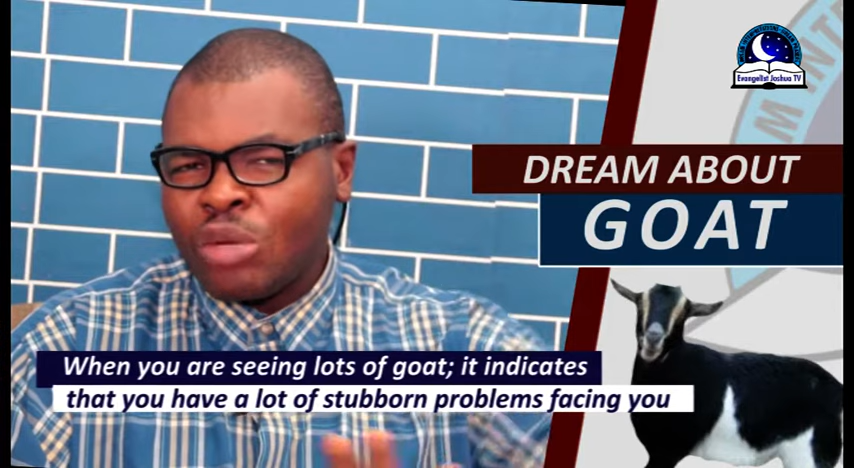 Evangelist Joshua TV
DREAM ABOUT
GOAT
When you are seeing lots of goat; it indicates
that you have a lot of stubborn problems facing you